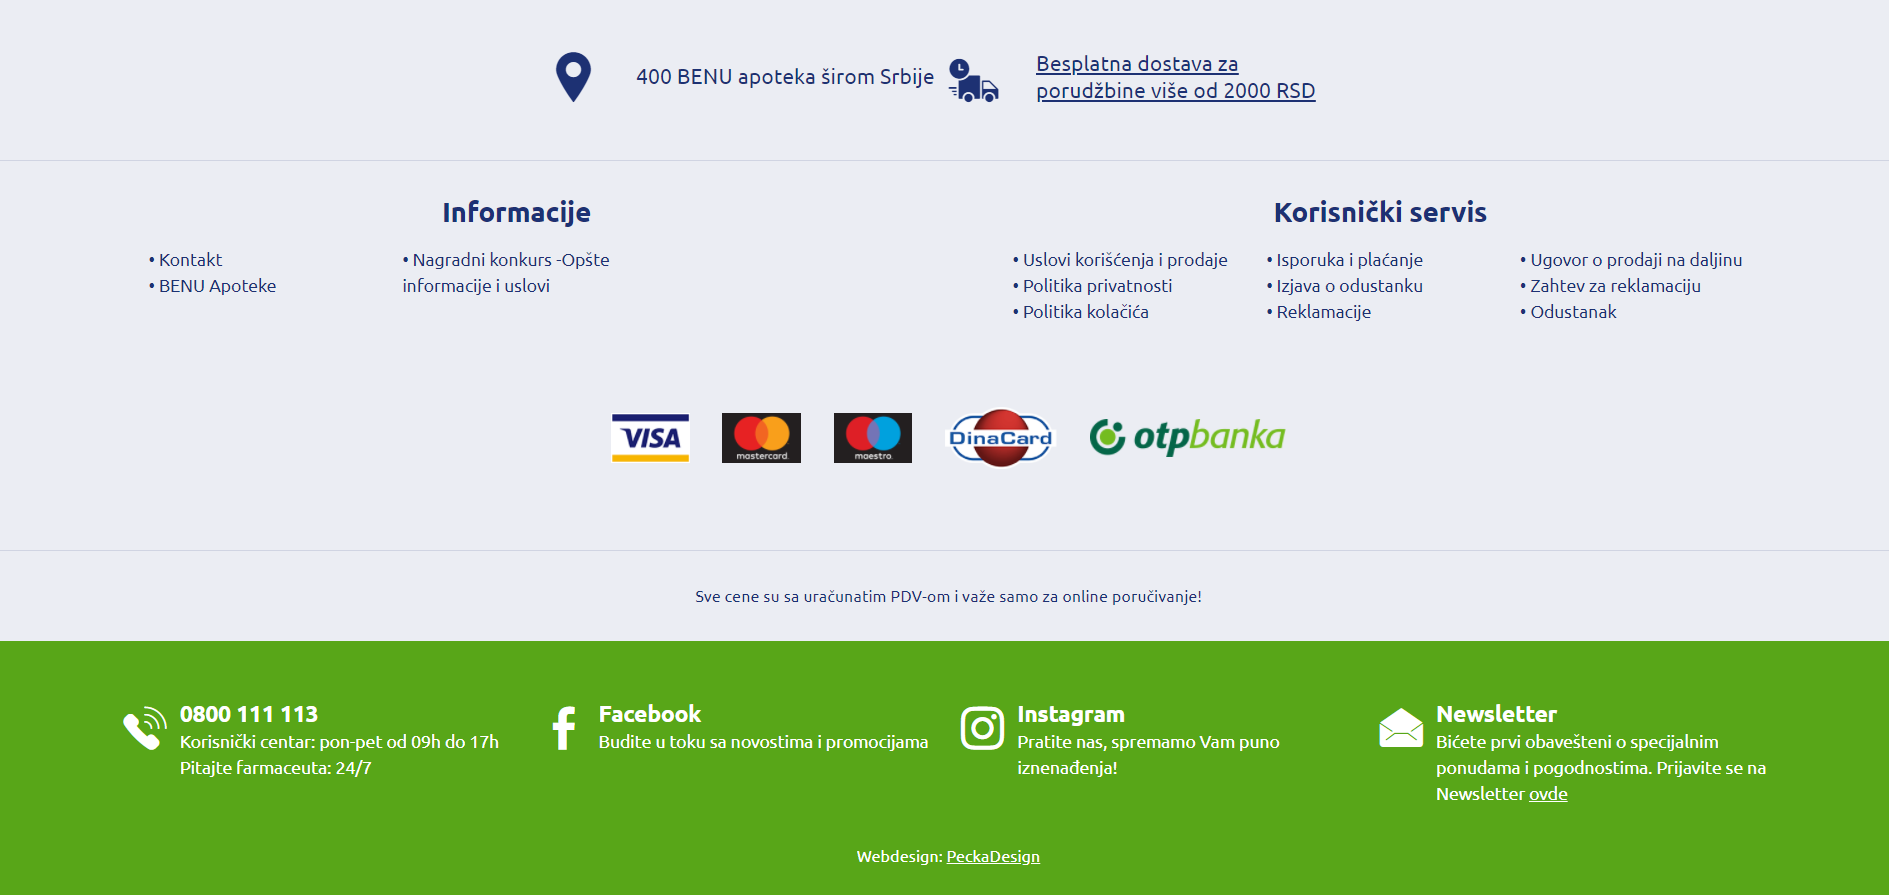 400 BENU apoteka širom Srbije
Besplatna dostava za
porudžbine više od 2000 RSD
Informacije
• Kontakt
• BENU Apoteke
• Nagradni konkurs -Opšte
informacije i uslovi
Korisnički servis
• Uslovi korišćenja i prodaje
• Politika privatnosti
• Politika kolačića
• Isporuka i plaćanje
• Izjava o odustanku
• Reklamacije
• Ugovor o prodaji na daljinu
• Zahtev za reklamaciju
• Odustanak
VISA
mastercard.
maestro.
DinaCard
otpbanka
Sve cene su sa uračunatim PDV-om i važe samo za online poručivanje!
0800 111 113
Korisnički centar: pon-pet od 09h do 17h
Pitajte farmaceuta: 24/7
Facebook
Budite u toku sa novostima i promocijama
Instagram
Pratite nas, spremamo Vam puno
iznenađenja!
Newsletter
Bićete prvi obavešteni o specijalnim
ponudama i pogodnostima. Prijavite se na
Newsletter ovde
Webdesign: PeckaDesign